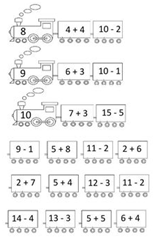 8 4 + 4 10 - 2
9 6 + 3 10 - 1
10 7 + 3 15 - 5
9 - 1 5 + 8 11 - 2 2 + 6
2 + 7 5 + 4 12 - 3 11 - 2
14 - 4 13 - 3 5 + 5 6 + 4